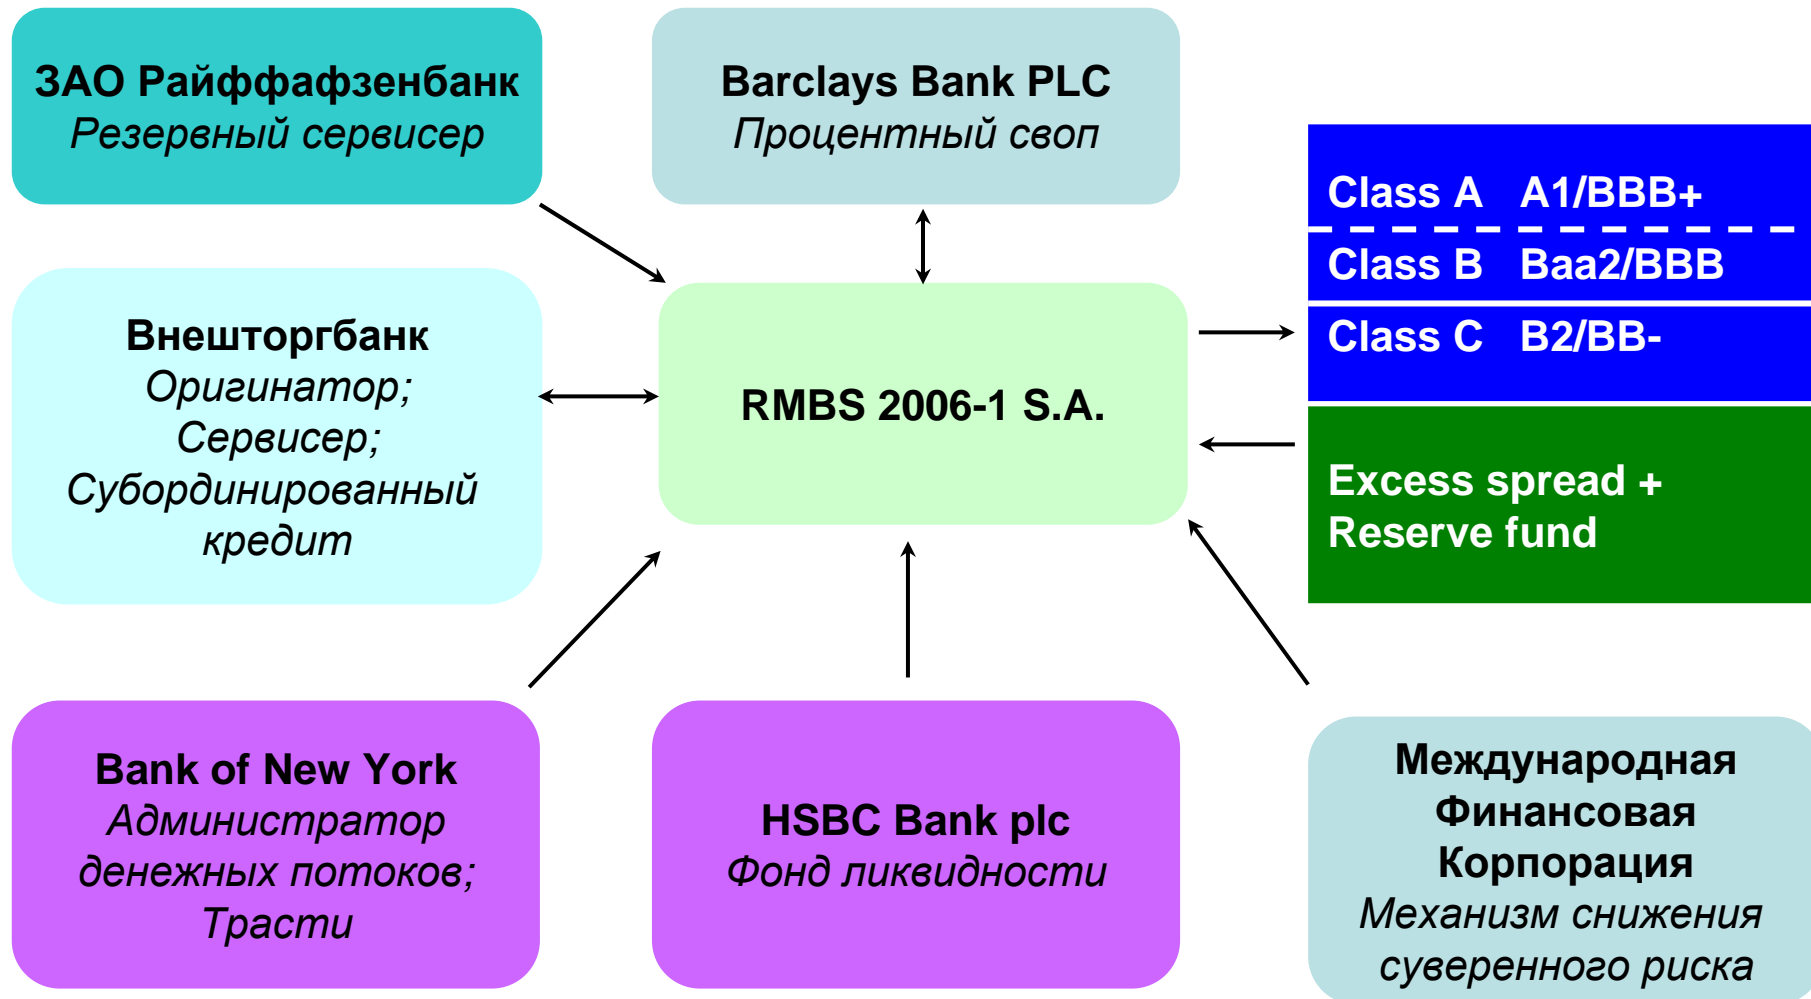 ЗАО Райффафзенбанк
Резервный сервисер
Barclays Bank PLC
Процентный своп
Class A A1/BBB+
Class B Baa2/BBB
Class C B2/BB-
Внешторгбанк
Оригинатор;
Сервисер;
Субординированный
кредит
RMBS 2006-1 S.A.
Excess spread +
Reserve fund
Bank of New York
Администратор
денежных потоков;
Трасти
HSBC Bank plc
Фонд ликвидности
Международная
Финансовая
Корпорация
Механизм снижения
суверенного риска